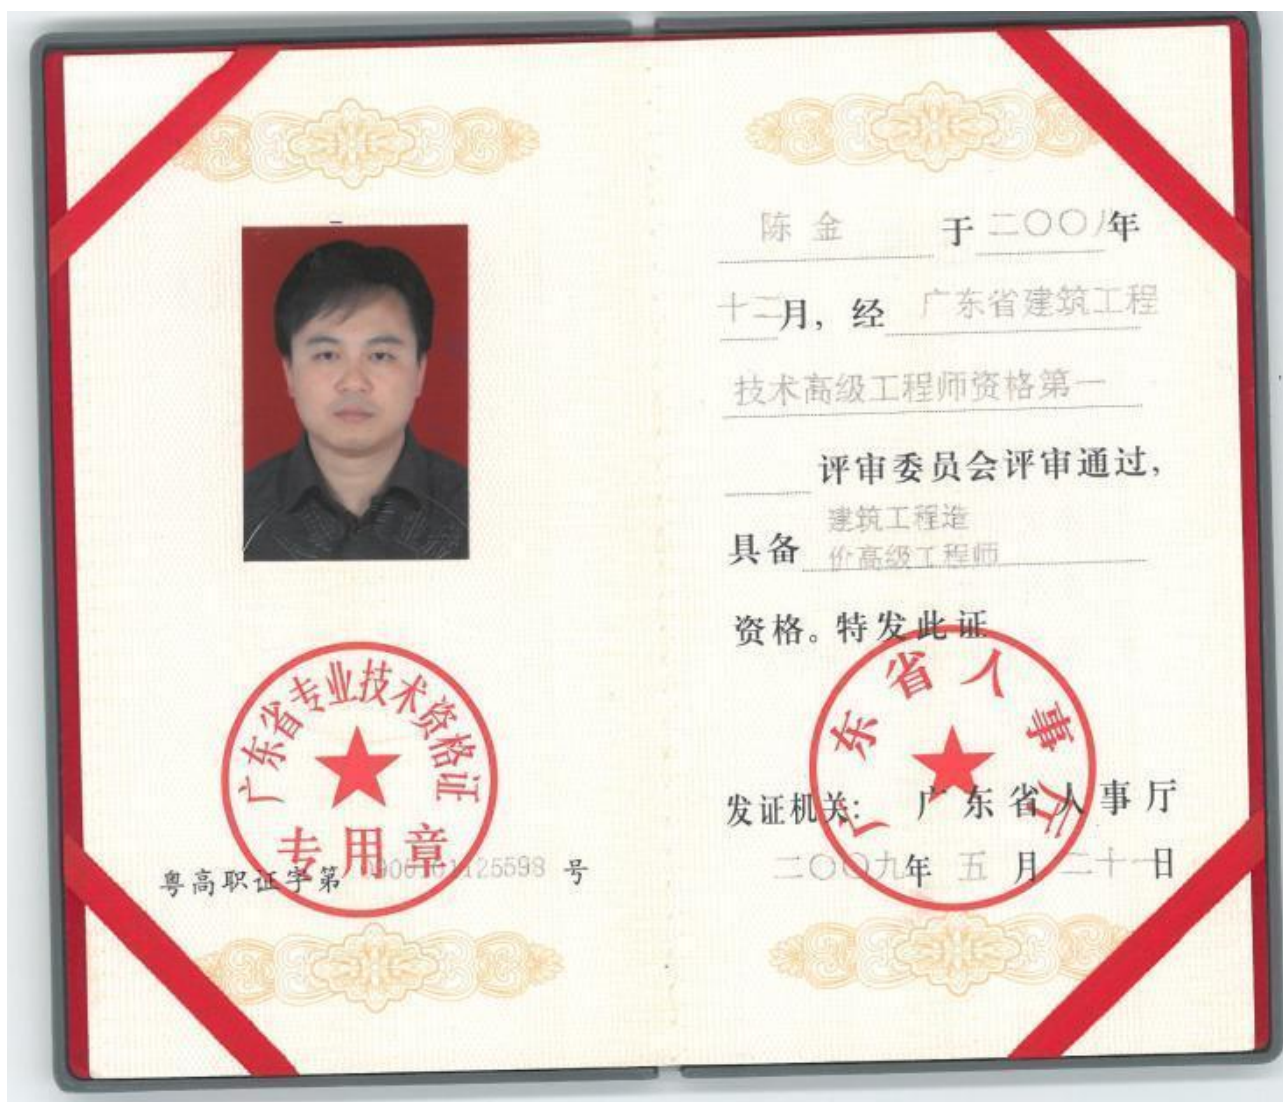 广东省专业技术资格证
专用章
粤高职证字第 0900101125598 号
陈 金 于 二〇〇八年
十二月，经 广东省建筑工程
技术高级工程师资格第一
评审委员会评审通过，
具备 建筑工程造
价高级工程师
资格。特发此证
广东省人事厅
发证机关： 广东省人事厅
二〇〇九年 五 月 二十一日